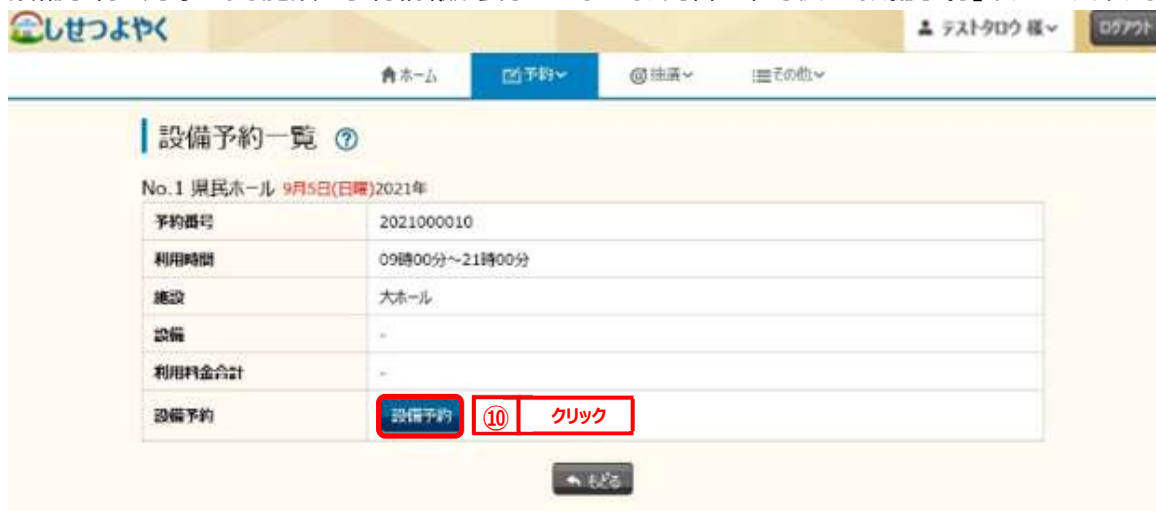 しせつよやく
テストタロウ 様
ログアウト
ホーム 予約 抽選 その他
設備予約一覧
No.1 県民ホール 9月5日(日曜)2021年
予約番号 2021000010
利用時間 09時00分～21時00分
施設 大ホール
設備 -
利用料金合計 -
設備予約 設備予約 ⑩ クリック
もどる